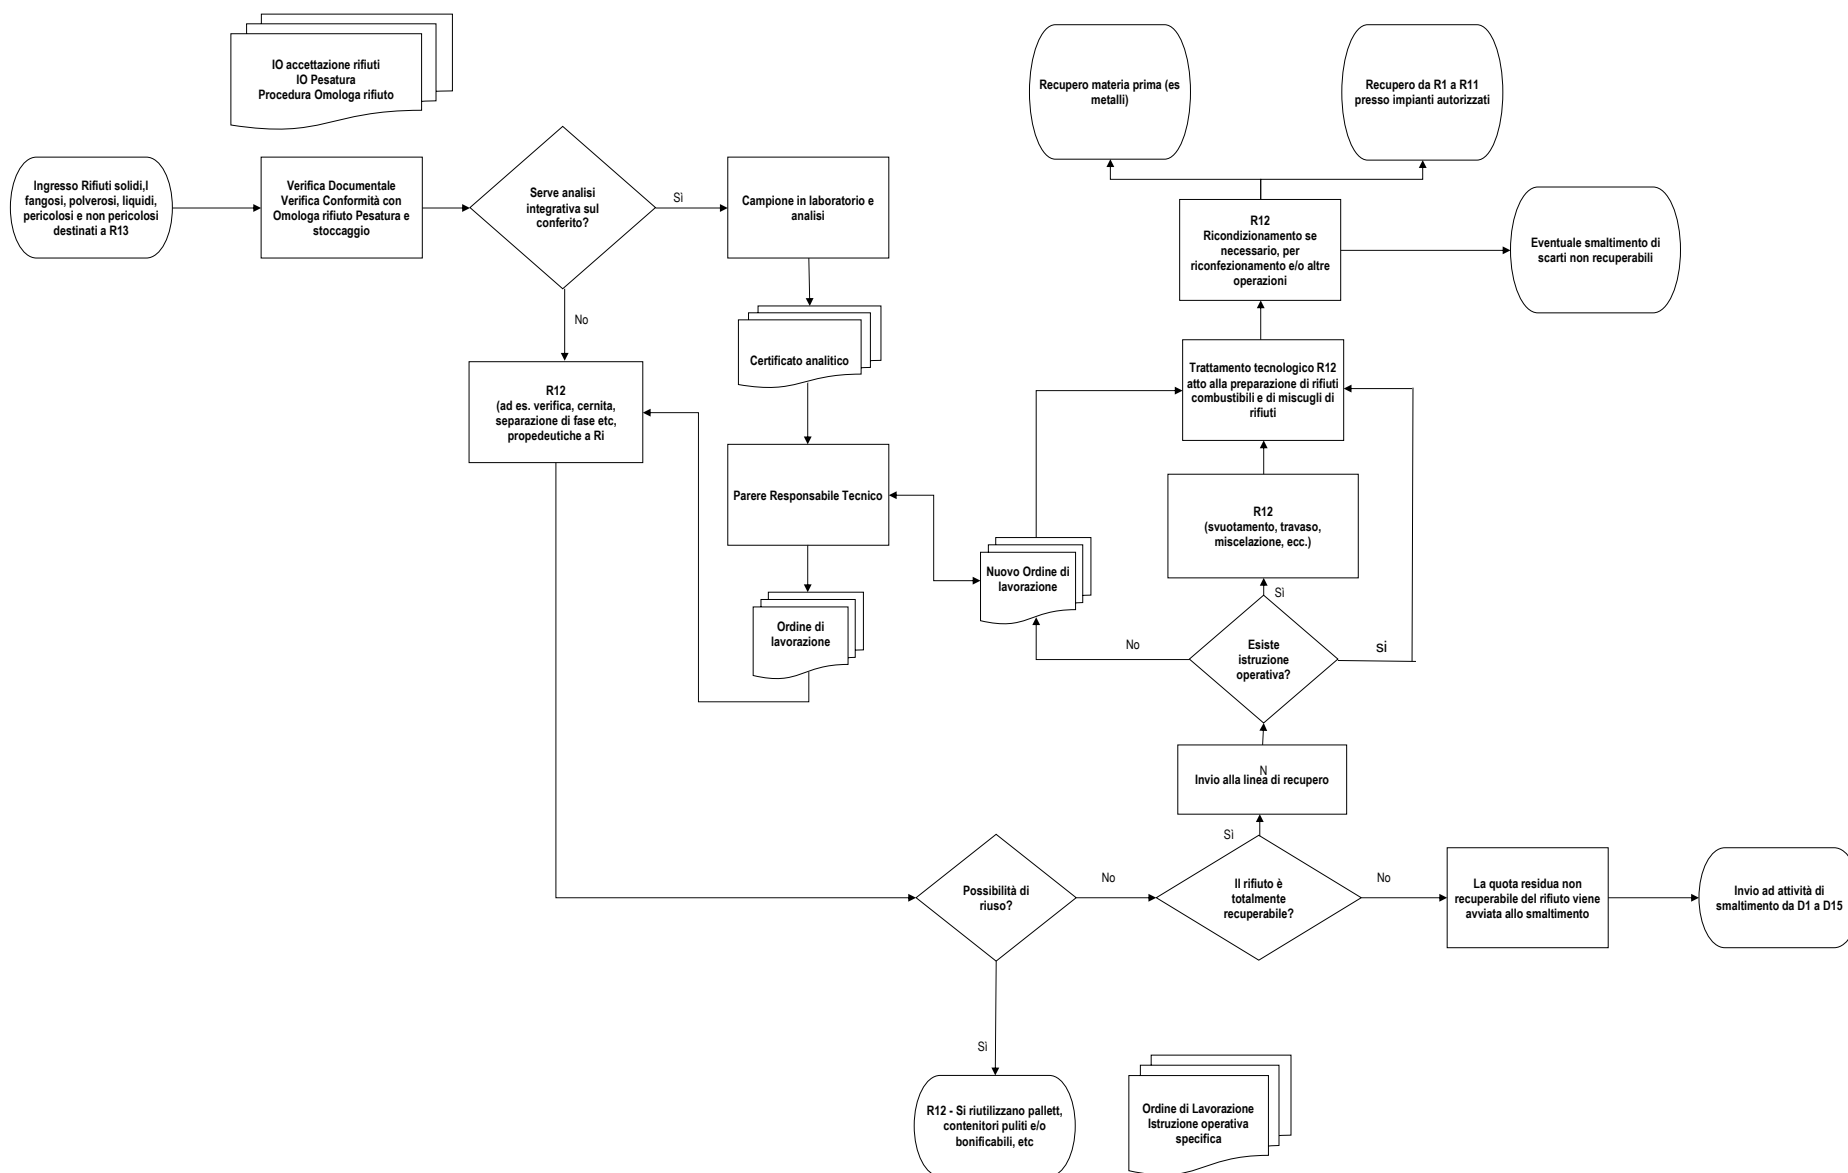 IO accettazione rifiuti
IO Pesatura
Procedura Omologa rifiuto
Recupero materia prima (es
metalli)
Recupero da R1 a R11
presso impianti autorizzati
Ingresso Rifiuti solidi,I
fangosi, polverosi, liquidi,
pericolosi e non pericolosi
destinati a R13
Verifica Documentale
Verifica Conformità con
Omologa rifiuto Pesatura e
stoccaggio
Serve analisi
integrativa sul
conferito?
Sì
Campione in laboratorio e
analisi
R12
Ricondizionamento se
necessario, per
riconfezionamento e/o altre
operazioni
Eventuale smaltimento di
scarti non recuperabili
No
Certificato analitico
Trattamento tecnologico R12
atto alla preparazione di rifiuti
combustibili e di miscugli di
rifiuti
R12
(ad es. verifica, cernita,
separazione di fase etc,
propedeutiche a Ri
Parere Responsabile Tecnico
R12
(svuotamento, travaso,
miscelazione, ecc.)
Nuovo Ordine di
lavorazione
Sì
Ordine di
lavorazione
No
Esiste
istruzione
operativa?
si
N
Invio alla linea di recupero
Sì
Possibilità di
riuso?
No
Il rifiuto è
totalmente
recuperabile?
No
La quota residua non
recuperabile del rifiuto viene
avviata allo smaltimento
Invio ad attività di
smaltimento da D1 a D15
Sì
R12 - Si riutilizzano pallett,
contenitori puliti e/o
bonificabili, etc
Ordine di Lavorazione
Istruzione operativa
specifica